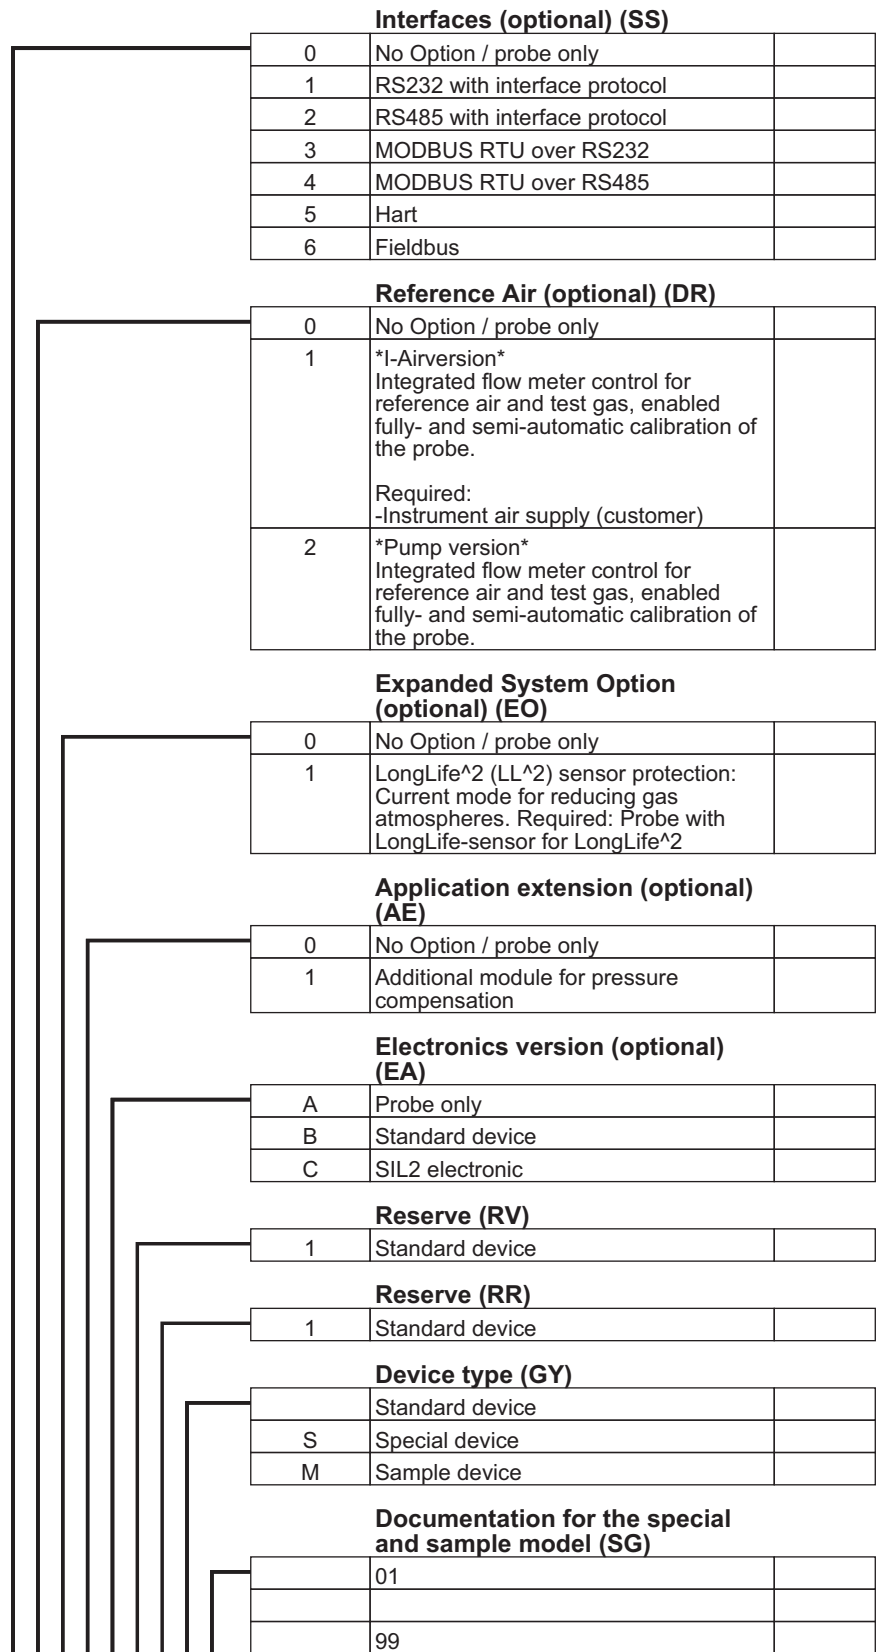 Interfaces (optional) (SS)
0 No Option / probe only
1 RS232 with interface protocol
2 RS485 with interface protocol
3 MODBUS RTU over RS232
4 MODBUS RTU over RS485
5 Hart
6 Fieldbus
Reference Air (optional) (DR)
0 No Option / probe only
1 *I-Airversion*
Integrated flow meter control for
reference air and test gas, enabled
fully- and semi-automatic calibration of
the probe.
Required:
-Instrument air supply (customer)
2 *Pump version*
Integrated flow meter control for
reference air and test gas, enabled
fully- and semi-automatic calibration of
the probe.
Expanded System Option
(optional) (EO)
0 No Option / probe only
1 LongLife^2 (LL^2) sensor protection:
Current mode for reducing gas
atmospheres. Required: Probe with
LongLife-sensor for LongLife^2
Application extension (optional)
(AE)
0 No Option / probe only
1 Additional module for pressure
compensation
Electronics version (optional)
(EA)
A Probe only
B Standard device
C SIL2 electronic
Reserve (RV)
1 Standard device
Reserve (RR)
1 Standard device
Device type (GY)
Standard device
S Special device
M Sample device
Documentation for the special
and sample model (SG)
01
99